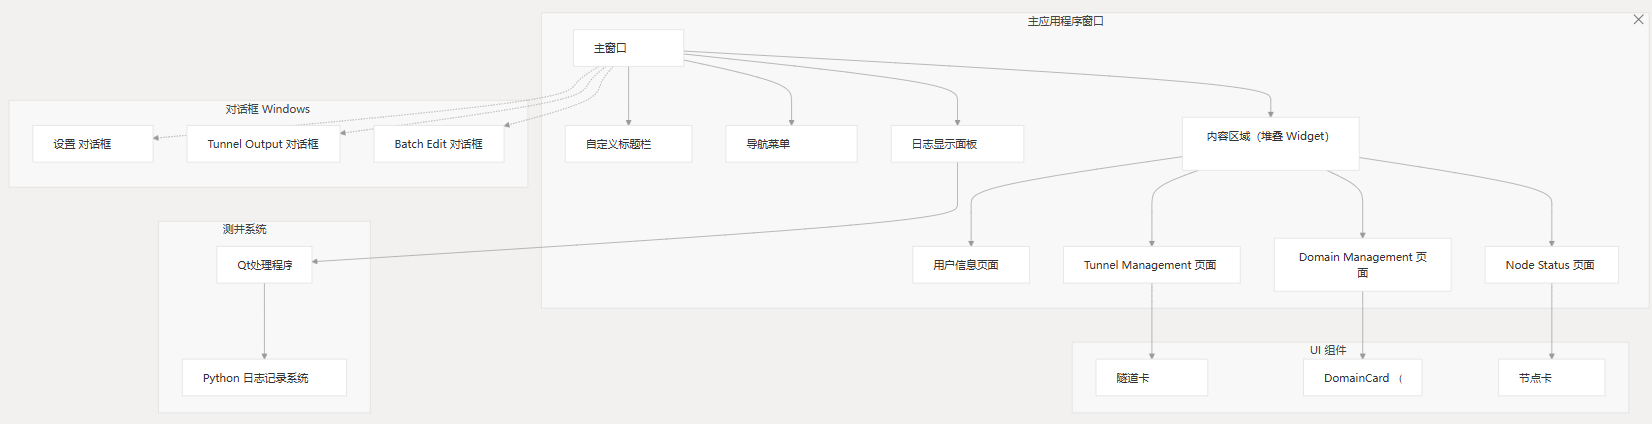 主应用程序窗口
主窗口
对话框 Windows
设置 对话框
Tunnel Output 对话框
Batch Edit 对话框
自定义标题栏
导航菜单
日志显示面板
内容区域（堆叠 Widget）
测井系统
Qt处理程序
用户信息页面
Tunnel Management 页面
Domain Management 页
面
Node Status 页面
UI 组件
Python 日志记录系统
隧道卡
DomainCard （
节点卡